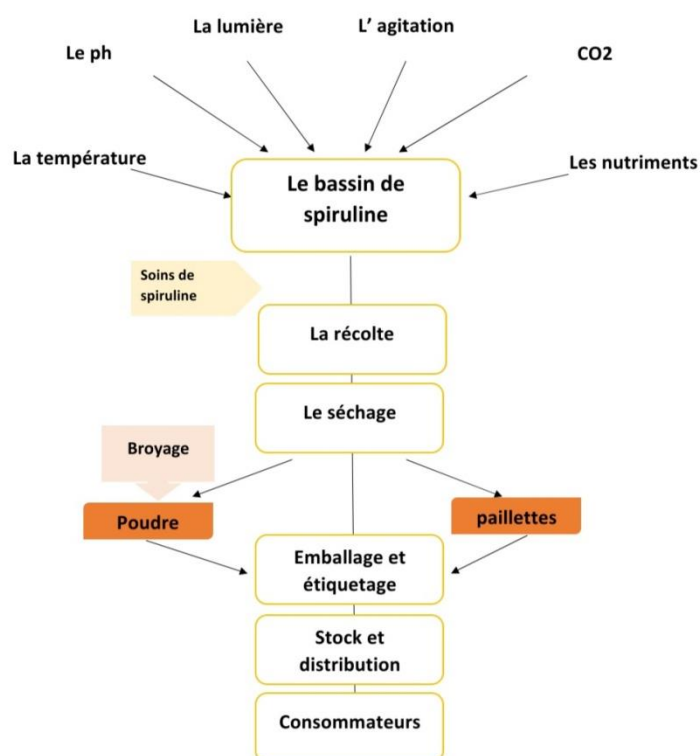 La lumière
L’ agitation
Le ph
CO2
La température
Les nutriments
Le bassin de
spiruline
Soins de
spiruline
La récolte
Le séchage
Broyage
Poudre
paillettes
Emballage et
étiquetage
Stock et
distribution
Consommateurs